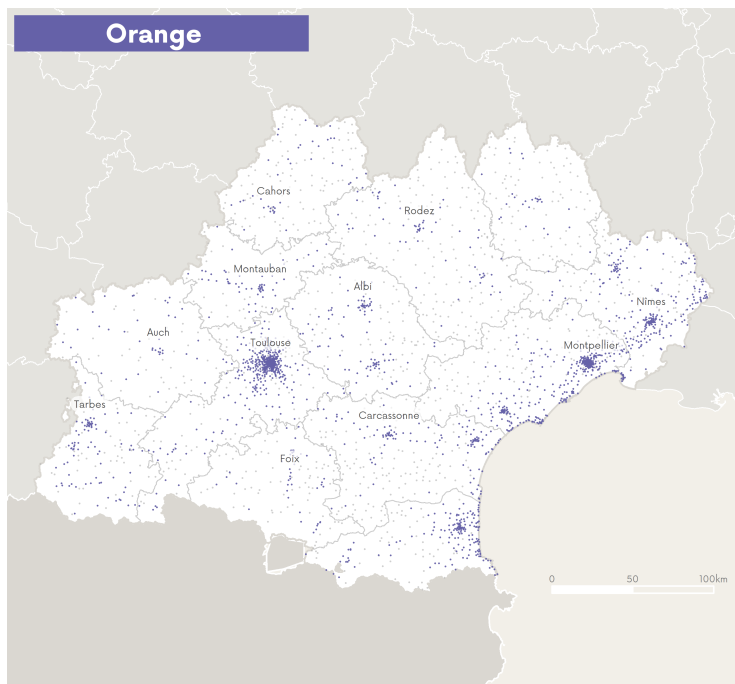 Orange
Cahors
Rodez
Montauban
Albi
Nîmes
Auch
Toulouse
Montpellier
Tarbes
Carcassonne
Foix
0 50 100km